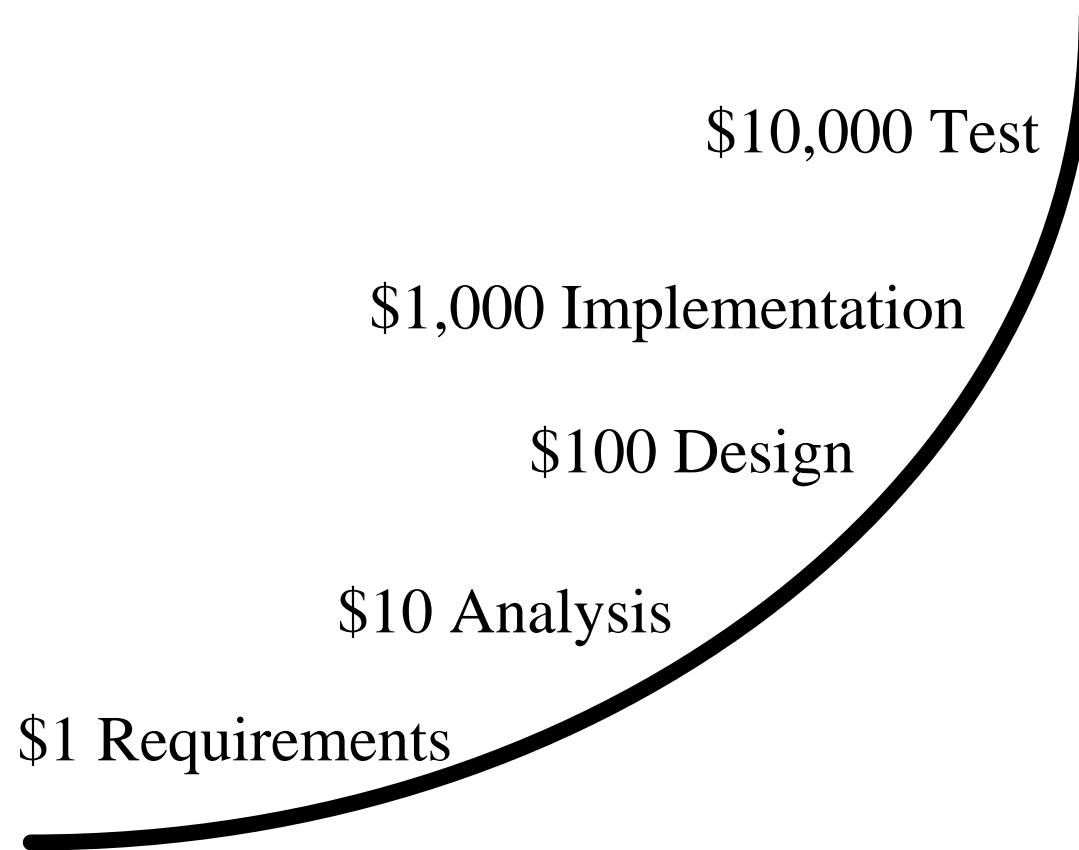 $10,000 Test
$1,000 Implementation
$100 Design
$10 Analysis
$1 Requirements